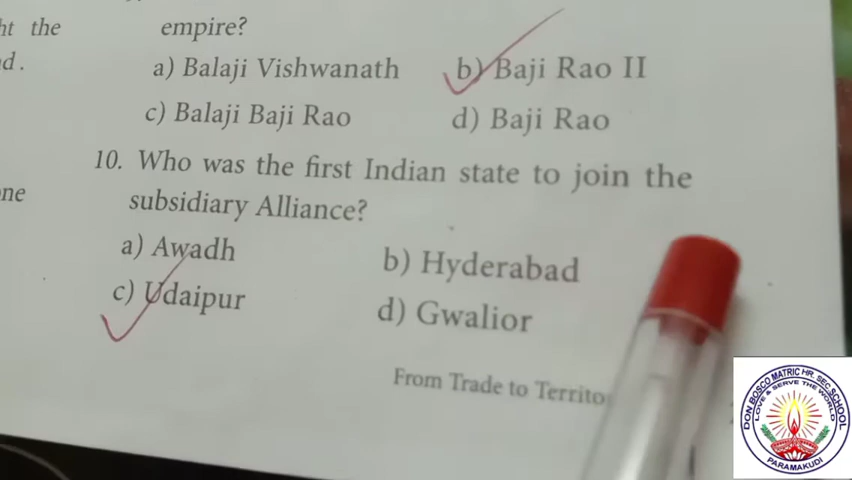 ht the
empire?
d.
a) Balaji Vishwanath
b) Baji Rao II
c) Balaji Baji Rao
d) Baji Rao
10. Who was the first Indian state to join the
ne
subsidiary Alliance?
a) Awadh
b) Hyderabad
c) Udaipur
d) Gwalior
From Trade to Territo
DON BOSCO MATRIC HR. SEC. SCHOOL
LOVE & SERVE THE WORLD
PARAMAKUDI